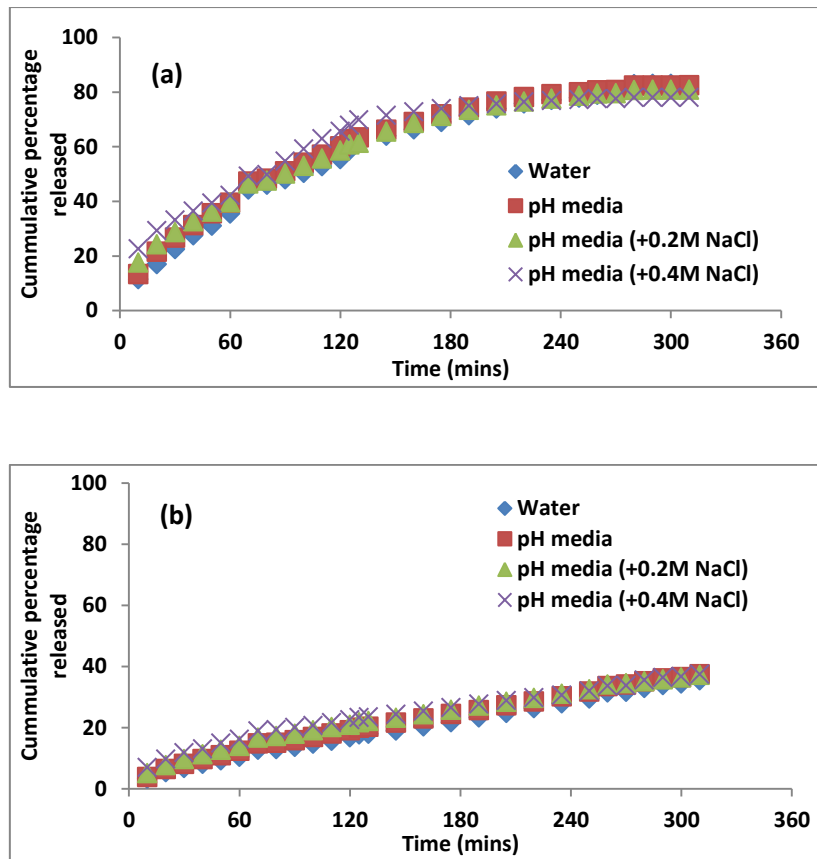 (a)
Cummulative percentage
released
100
80
60
40
20
0
Water
pH media
pH media (+0.2M NaCl)
pH media (+0.4M NaCl)
0 60 120 180 240 300 360
Time (mins)
(b)
Cummulative percentage
released
100
80
60
40
20
0
Water
pH media
pH media (+0.2M NaCl)
pH media (+0.4M NaCl)
0 60 120 180 240 300 360
Time (mins)